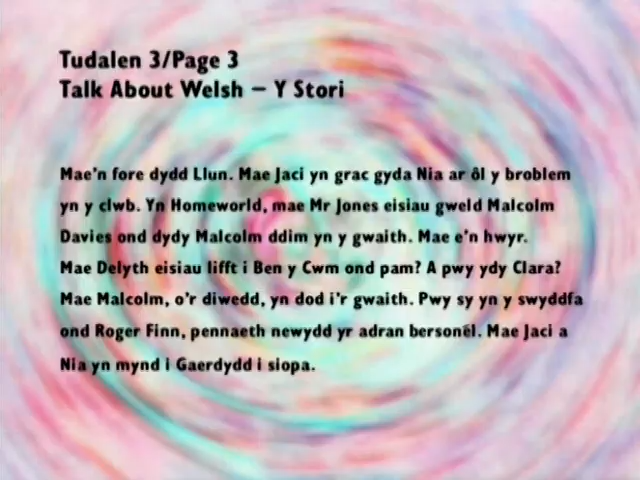 Tudalen 3/Page 3
Talk About Welsh – Y Stori
Mae'n fore dydd Llun. Mae Jaci yn grac gyda Nia ar ôl y broblem
yn y clwb. Yn Homeworld, mae Mr Jones eisiau gweld Malcolm
Davies ond dydy Malcolm ddim yn y gwaith. Mae e'n hwyr.
Mae Delyth eisiau lifft i Ben y Cwm ond pam? A pwy ydy Clara?
Mae Malcolm, o'r diwedd, yn dod i'r gwaith. Pwy sy yn y swyddfa
ond Roger Finn, pennaeth newydd yr adran bersonél. Mae Jaci a
Nia yn mynd i Gaerdydd i siopa.